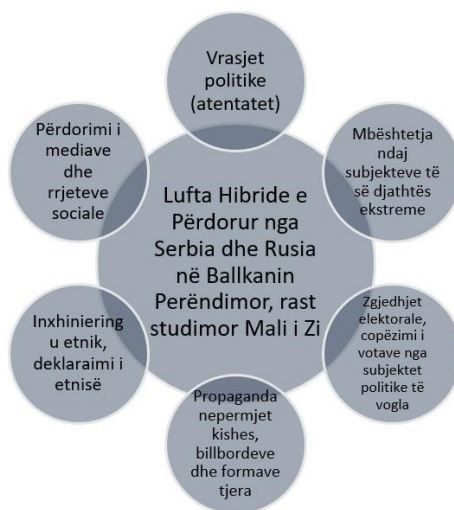 Vrasjet
politike
(atentatet)
Mbështetja
ndaj
subjekteve të
së djathtës
ekstreme
Zgjedhjet
elektorale,
copëzimi i
votave nga
subjektet
politike të
vogla
Propaganda
nepermjet
kishes,
billbordeve
dhe formave
tjera
Inxhiniering
u etnik,
deklaraimi i
etnisë
Përdorimi i
mediave
dhe
rrjeteve
sociale
Lufta Hibride e
Përdorur nga
Serbia dhe Rusia
në Ballkanin
Perëndimor, rast
studimor Mali i Zi